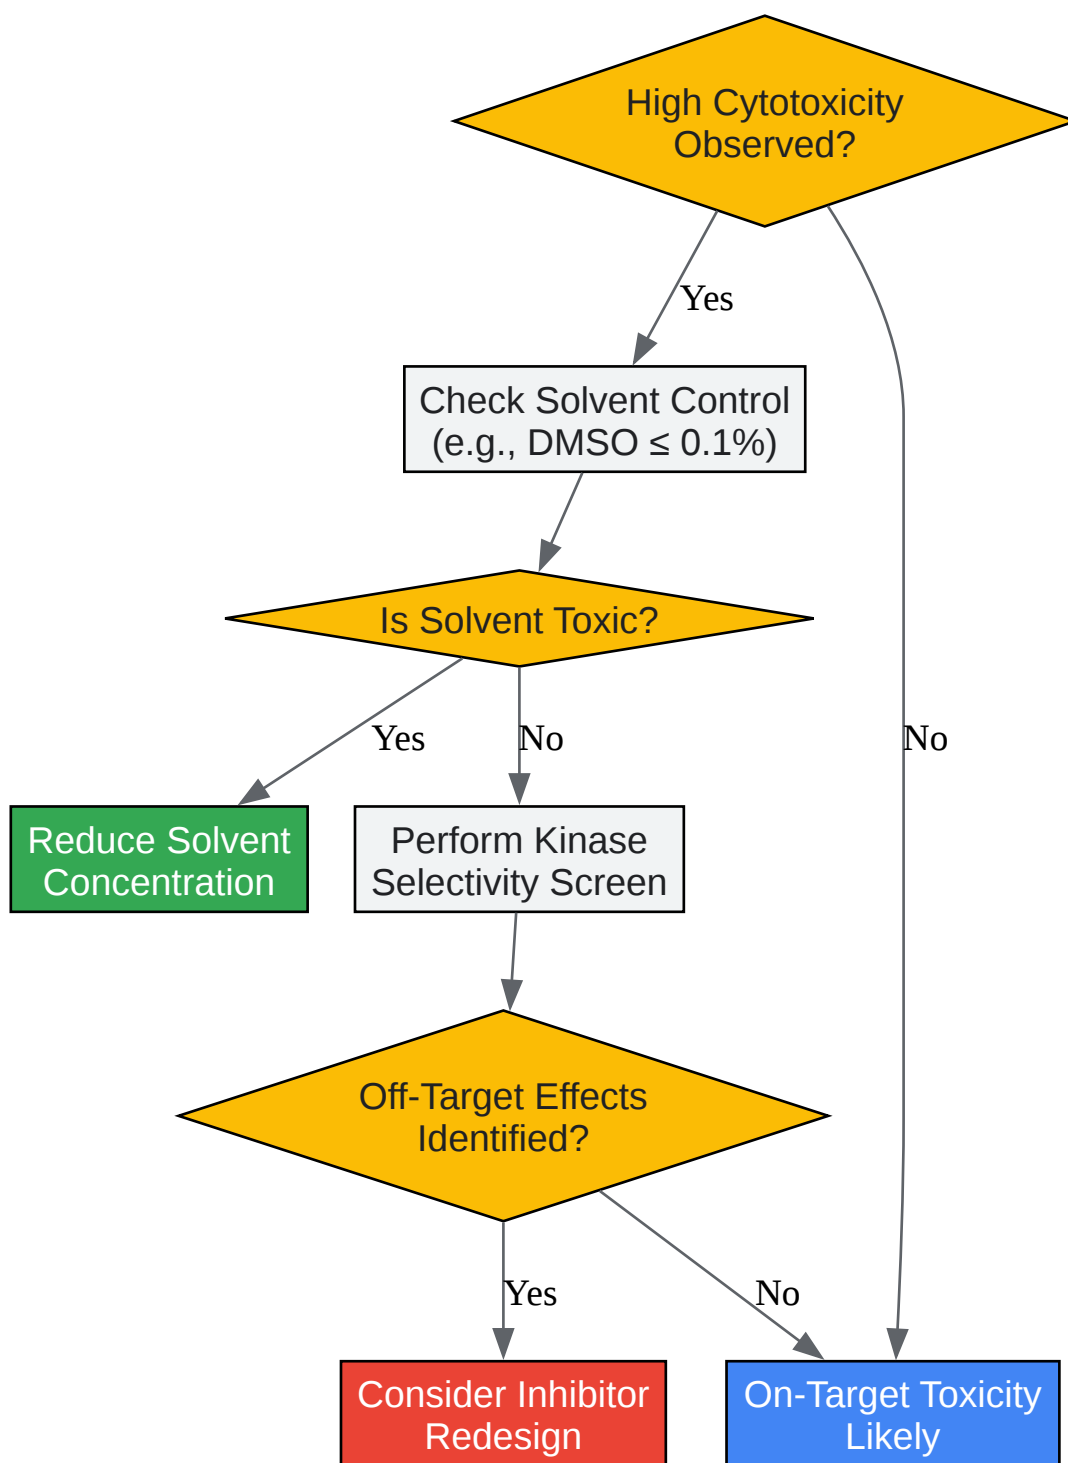 High Cytotoxicity
Observed?
Yes
Check Solvent Control
(e.g., DMSO ≤ 0.1%)
Is Solvent Toxic?
Yes
No
No
Reduce Solvent
Concentration
Perform Kinase
Selectivity Screen
Off-Target Effects
Identified?
Yes
No
Consider Inhibitor
Redesign
On-Target Toxicity
Likely